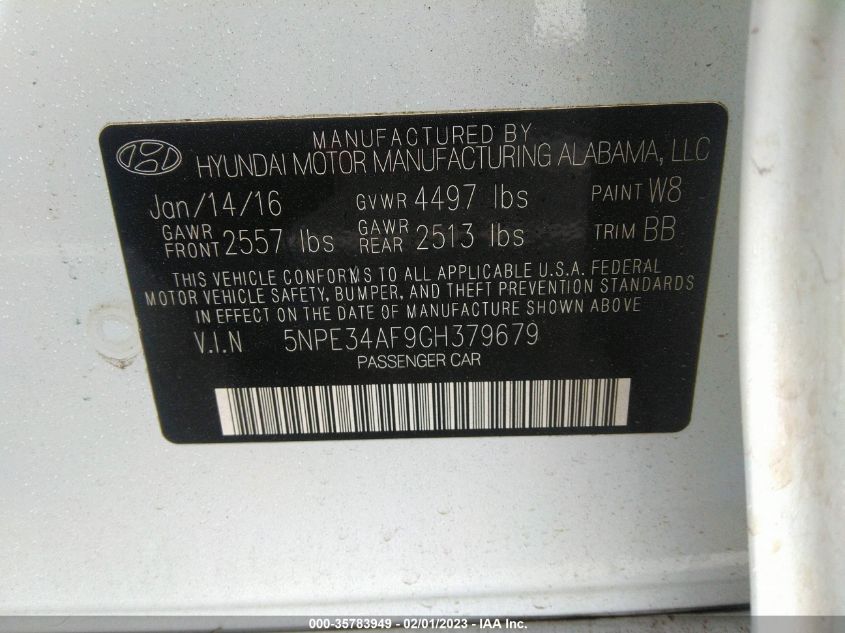 MANUFACTURED BY
HYUNDAI MOTOR MANUFACTURING ALABAMA, LLC
Jan/14/16 GVWR 4497 lbs PAINT W8
GAWR FRONT 2557 lbs GAWR REAR 2513 lbs TRIM BB
THIS VEHICLE CONFORMS TO ALL APPLICABLE U.S.A. FEDERAL
MOTOR VEHICLE SAFETY, BUMPER, AND THEFT PREVENTION STANDARDS
IN EFFECT ON THE DATE OF MANUFACTURE SHOWN ABOVE
V.I.N 5NPE34AF9GH379679
PASSENGER CAR
000-35783949 - 02/01/2023 - IAA Inc.